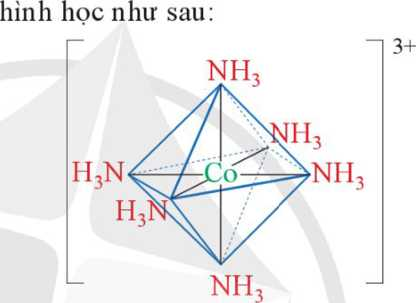 hình học như sau:
3+
NH₃
NH₃
H₃N Co NH₃
H₃N
NH₃